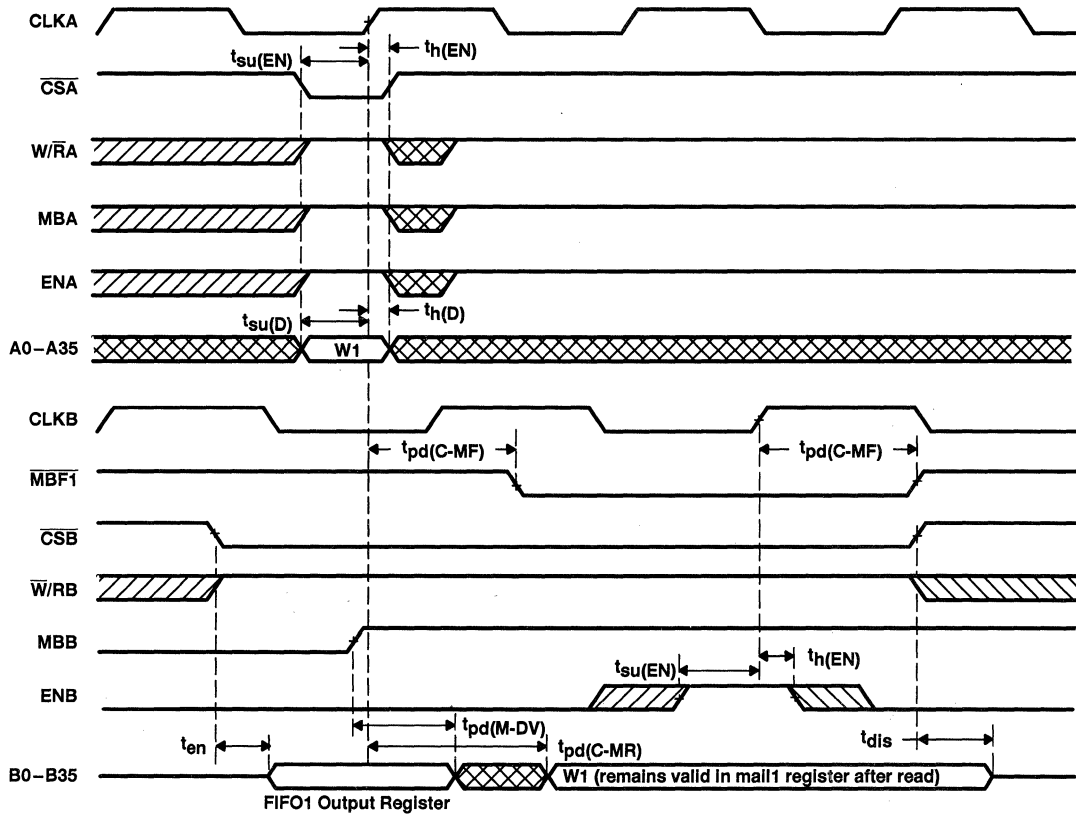 CLKA
tsu(EN)
th(EN)
CSA
W/RA
MBA
ENA
tsu(D)
th(D)
A0–A35
W1
CLKB
tpd(C-MF)
tpd(C-MF)
MBF1
CSB
W/RB
MBB
tsu(EN)
th(EN)
ENB
tpd(M-DV)
ten
tpd(C-MR)
tdis
B0–B35
W1 (remains valid in mail1 register after read)
FIFO1 Output Register